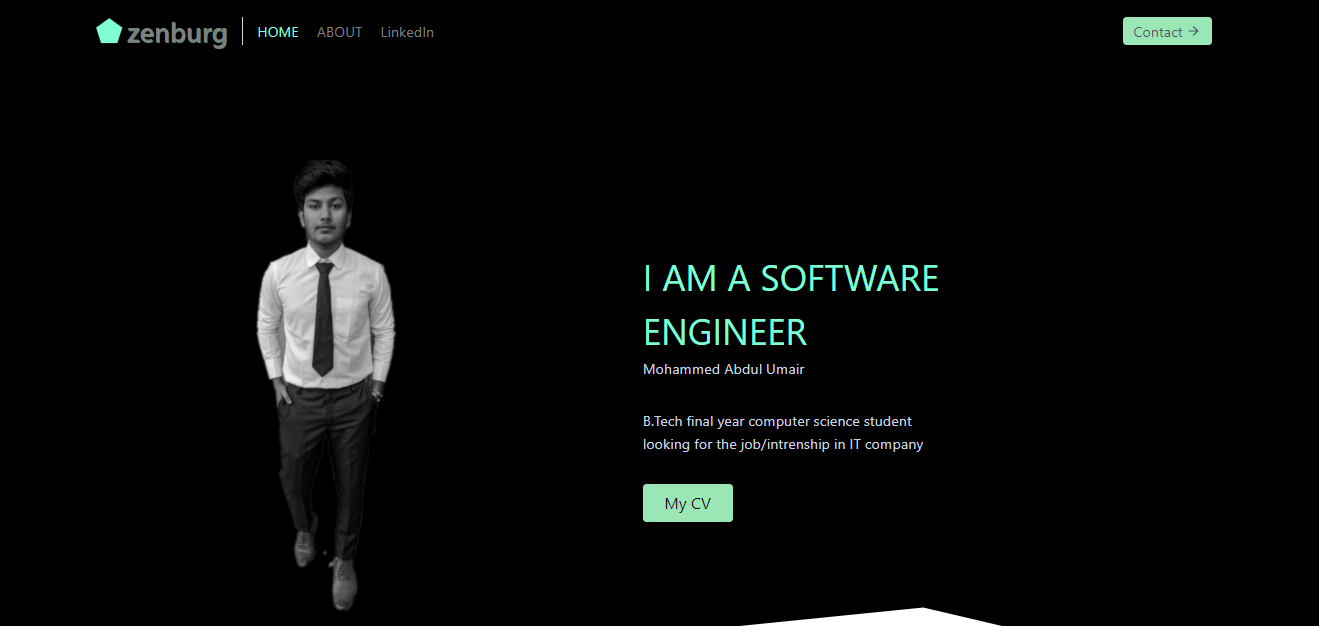 zenburg
HOME
ABOUT
LinkedIn
Contact →
I AM A SOFTWARE
ENGINEER
Mohammed Abdul Umair
B.Tech final year computer science student
looking for the job/intrenship in IT company
My CV